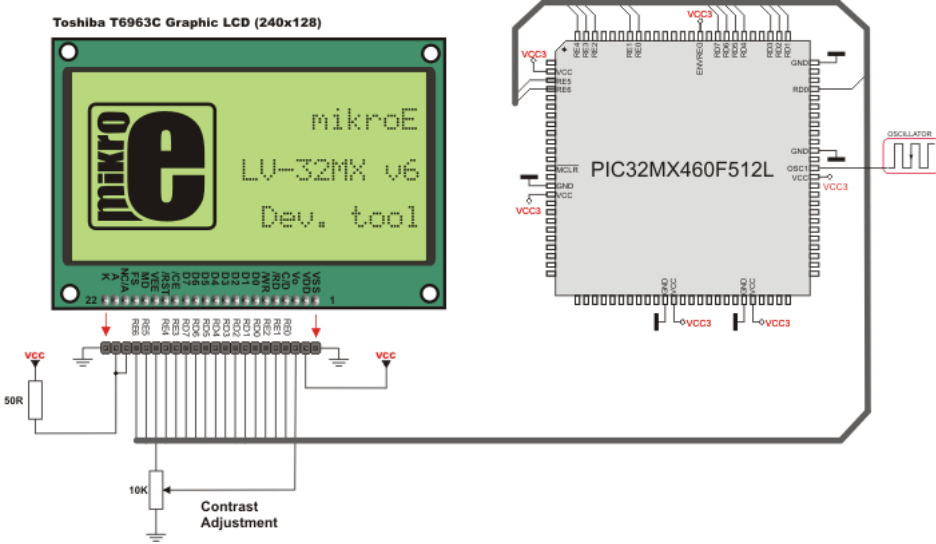 Toshiba T6963C Graphic LCD (240x128)
mikro
e
mikroE
LV-32MX v6
Dev. tool
K A NC/A FS MD VEE /RST /CE D7 D6 D5 D4 D3 D2 D1 D0 /WR /RD C/D Vo VDD VSS
22 1
RE6 RE5 RE4 RE3 RD7 RD6 RD5 RD4 RD3 RD2 RD1 RD0 RE2 RE1 RE0
vcc
vcc
50R
10K
Contrast
Adjustment
VCC3
VCC3
RE4 RE3 RE2 RE1 RE0 ENVREG RD7 RD6 RD5 RD4 RD3 RD2 RD1
VCC
RE5
RE6
GND
RD0
OSCILLATOR
PIC32MX460F512L
MCLR
GND
VCC
VCC3
GND
OSC1
VCC
VCC3
GND VCC
VCC3
GND VCC
VCC3